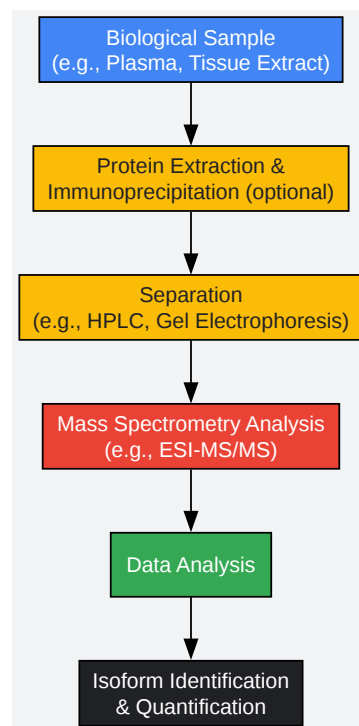 Biological Sample
(e.g., Plasma, Tissue Extract)
Protein Extraction &
Immunoprecipitation (optional)
Separation
(e.g., HPLC, Gel Electrophoresis)
Mass Spectrometry Analysis
(e.g., ESI-MS/MS)
Data Analysis
Isoform Identification
& Quantification